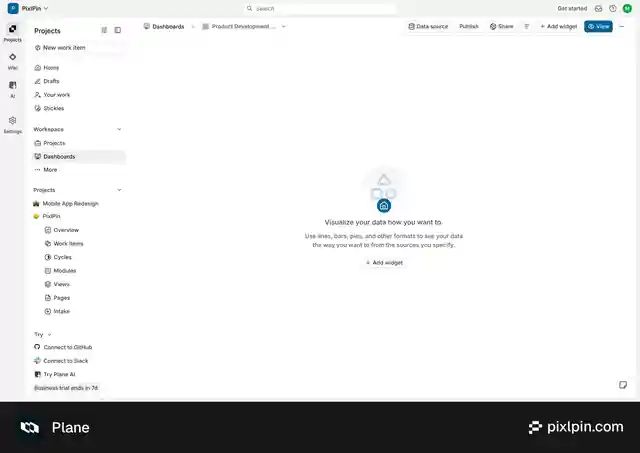 PixlPin
Search
Get started
M
Projects
Wiki
AI
Settings
Projects
New work item
Home
Drafts
Your work
Stickies
Workspace
Projects
Dashboards
More
Projects
Mobile App Redesign
PixlPin
Overview
Work items
Cycles
Modules
Views
Pages
Intake
Try
Connect to GitHub
Connect to Slack
Try Plane AI
Business trial ends in 7d
Dashboards
Product Development ...
Data source
Publish
Share
+ Add widget
View
Visualize your data how you want to.
Use lines, bars, pies, and other formats to see your data
the way you want to from the sources you specify.
+ Add widget
Plane
pixlpin.com